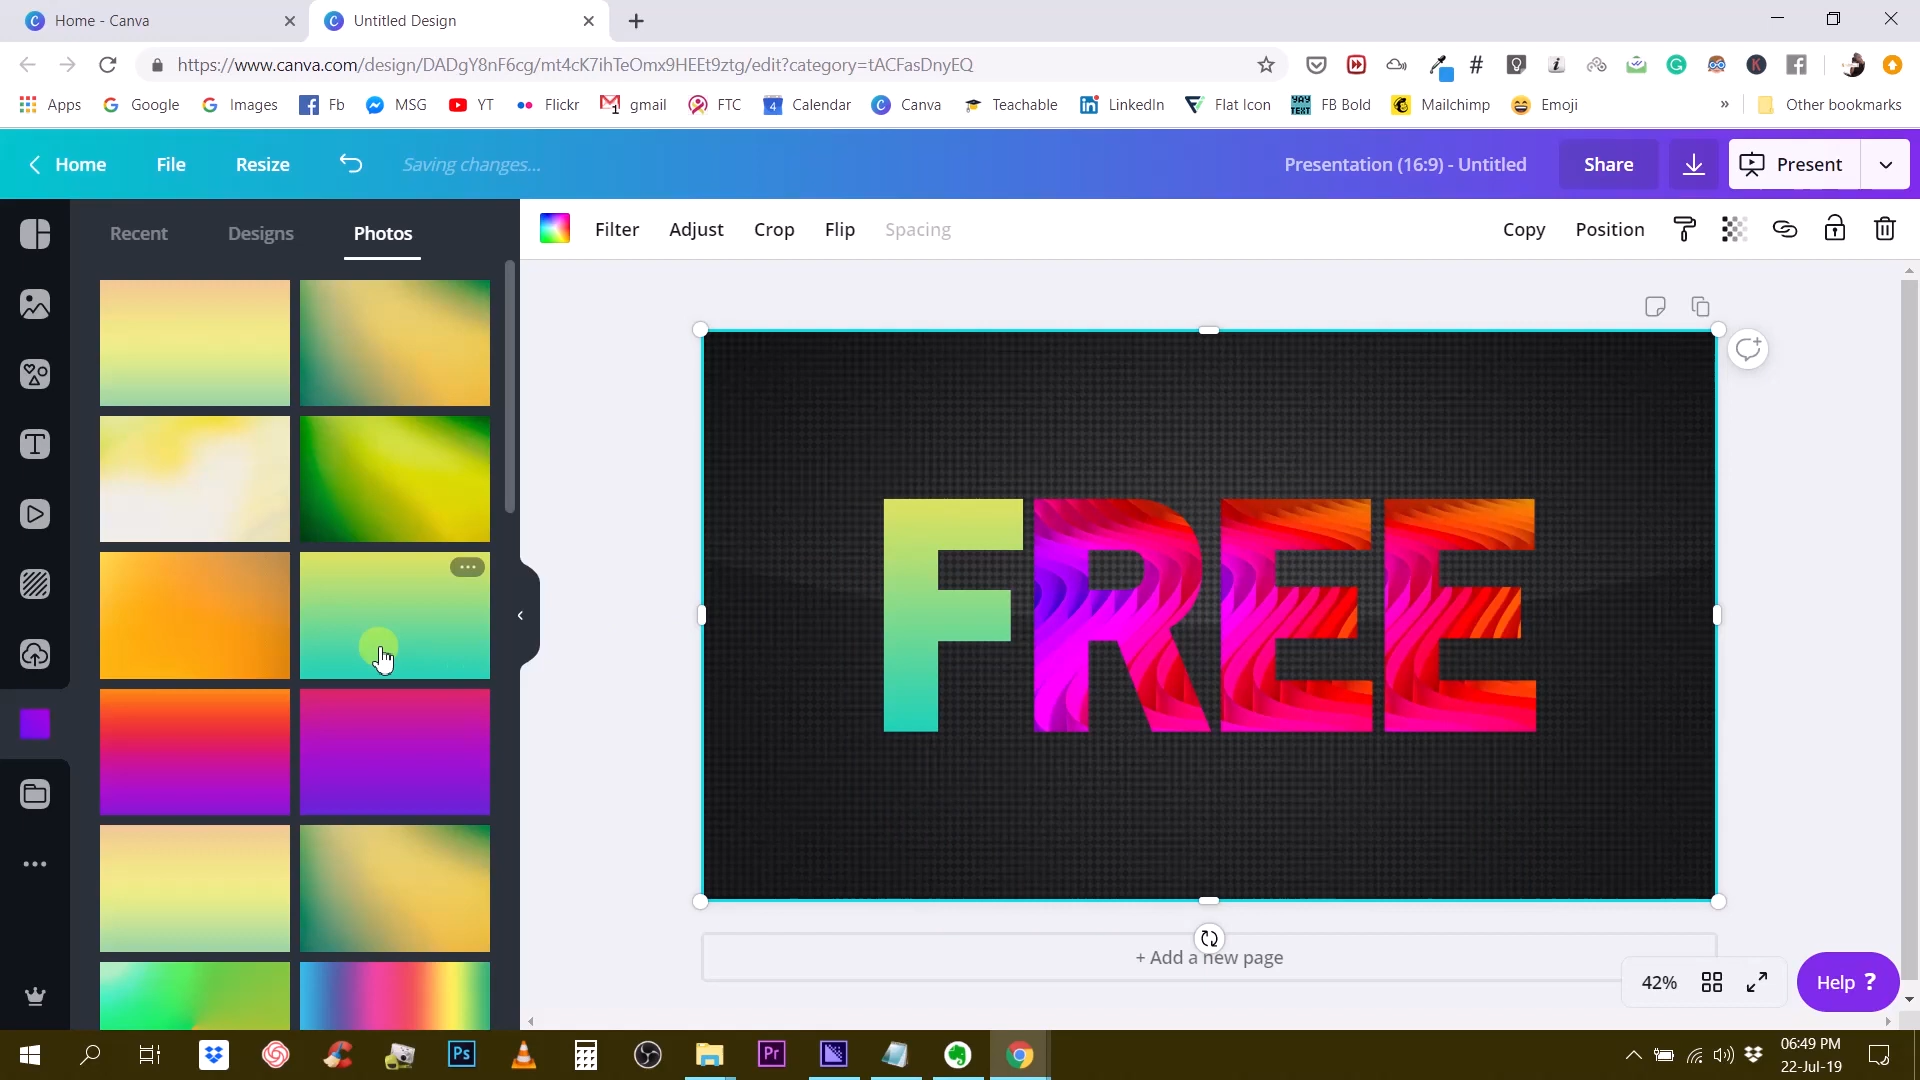 Home - Canva
Untitled Design
https://www.canva.com/design/DADgY8nF6cg/mt4cK7ihTeOmx9HEEt9ztg/edit?category=tACFasDnyEQ
Apps Google Images Fb MSG YT Flickr gmail FTC Calendar Canva Teachable LinkedIn Flat Icon FB Bold Mailchimp Emoji » Other bookmarks
Home File Resize Saving changes... Presentation (16:9) - Untitled Share Present
Recent Designs Photos
Filter Adjust Crop Flip Spacing Copy Position
FREE
+ Add a new page
42%
Help ?
Ps
Pr
06:49 PM
22-Jul-19